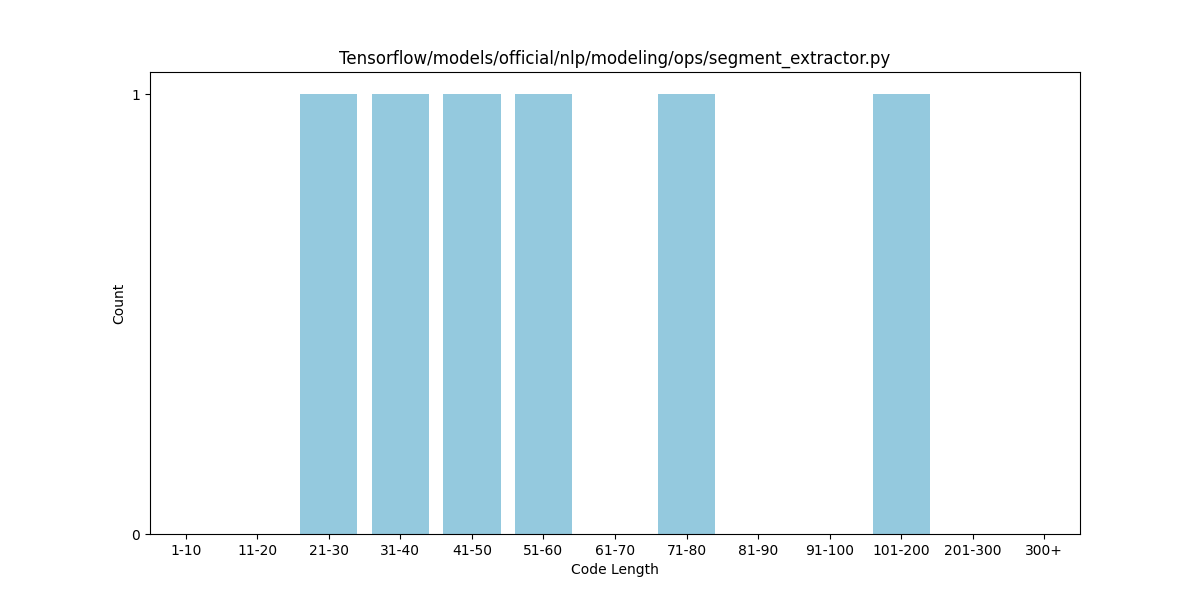 Tensorflow/models/official/nlp/modeling/ops/segment_extractor.py
1
Count
0
1-10 11-20 21-30 31-40 41-50 51-60 61-70 71-80 81-90 91-100 101-200 201-300 300+
Code Length